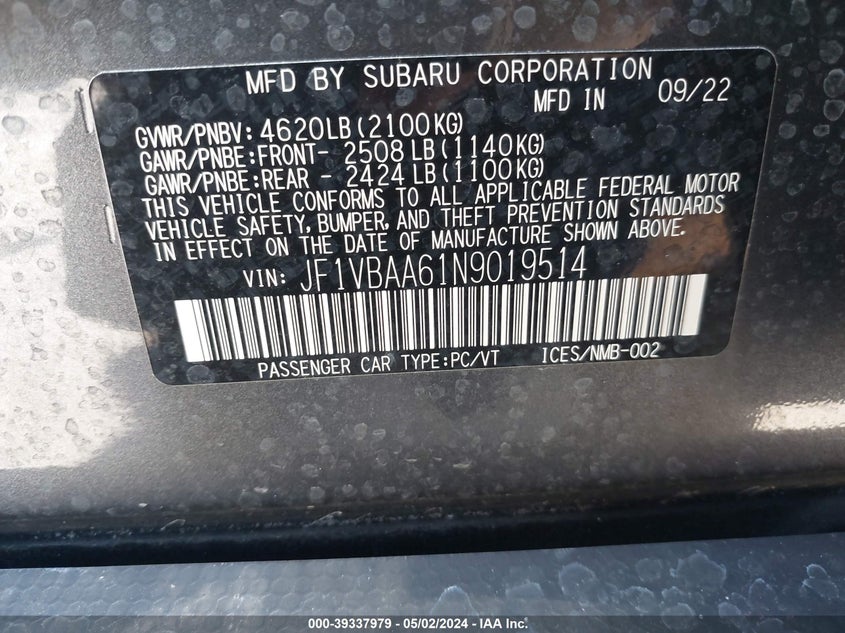 MFD BY SUBARU CORPORATION
MFD IN 09/22
GVWR/PNBV: 4620LB(2100KG)
GAWR/PNBE:FRONT- 2508 LB(1140KG)
GAWR/PNBE:REAR - 2424 LB(1100KG)
THIS VEHICLE CONFORMS TO ALL APPLICABLE FEDERAL MOTOR
VEHICLE SAFETY, BUMPER, AND THEFT PREVENTION STANDARDS
IN EFFECT ON THE DATE OF MANUFACTURE SHOWN ABOVE.
VIN: JF1VBAA61N9019514
PASSENGER CAR TYPE:PC/VT ICES/NMB-002
000-39337979 - 05/02/2024 - IAA Inc.